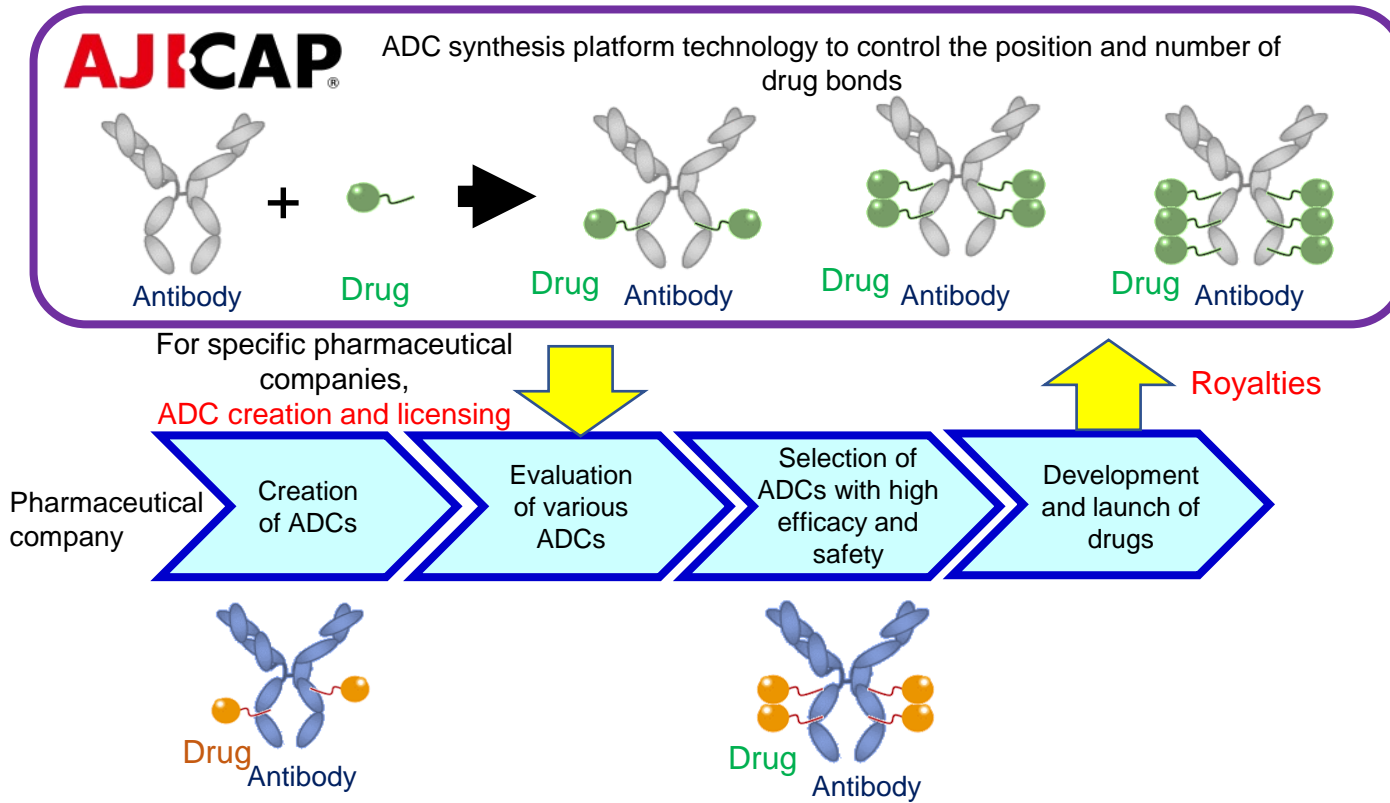 AJICAP®
ADC synthesis platform technology to control the position and number of
drug bonds
+
Antibody
Drug
Drug
Antibody
Drug
Antibody
Drug
Antibody
For specific pharmaceutical
companies,
ADC creation and licensing
Royalties
Pharmaceutical
company
Creation
of ADCs
Evaluation
of various
ADCs
Selection of
ADCs with high
efficacy and
safety
Development
and launch of
drugs
Drug
Antibody
Drug
Antibody